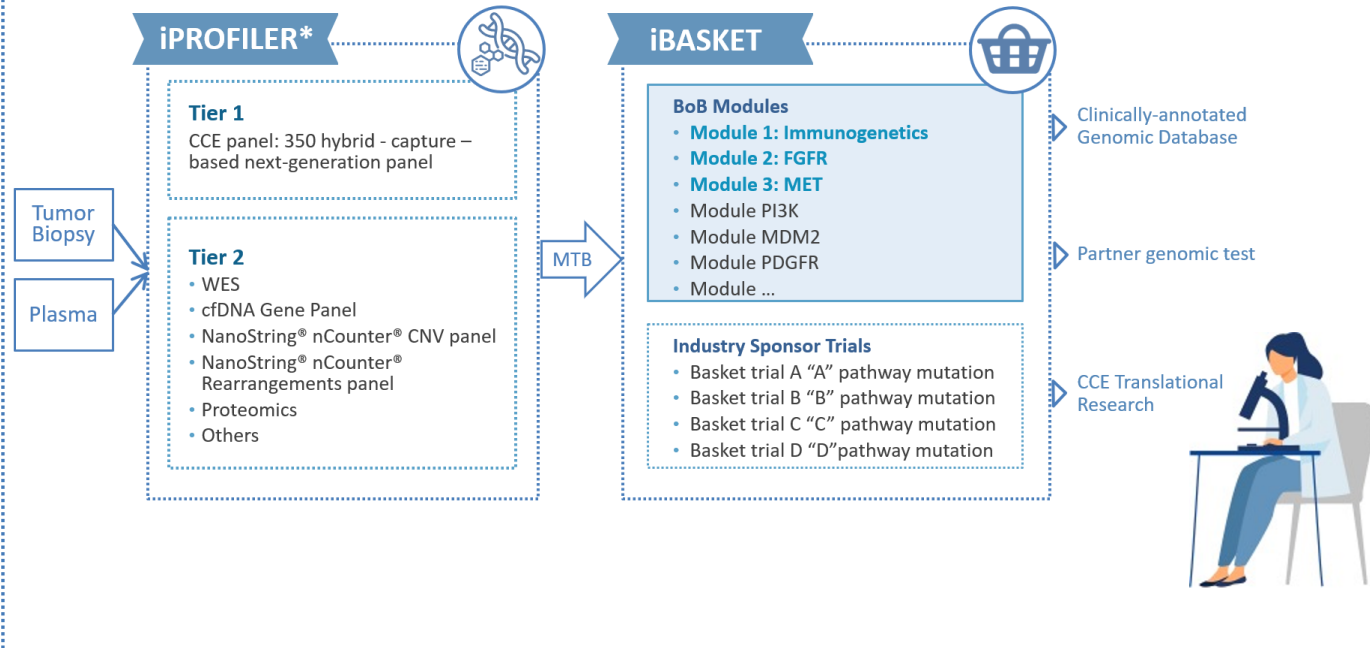 iPROFILER*
Tier 1
CCE panel: 350 hybrid - capture –
based next-generation panel
Tumor
Biopsy
Plasma
Tier 2
• WES
• cfDNA Gene Panel
• NanoString® nCounter® CNV panel
• NanoString® nCounter®
Rearrangements panel
• Proteomics
• Others
MTB
iBASKET
BoB Modules
• Module 1: Immunogenetics
• Module 2: FGFR
• Module 3: MET
• Module PI3K
• Module MDM2
• Module PDGFR
• Module ...
Industry Sponsor Trials
• Basket trial A “A” pathway mutation
• Basket trial B “B” pathway mutation
• Basket trial C “C” pathway mutation
• Basket trial D “D”pathway mutation
Clinically-annotated
Genomic Database
Partner genomic test
CCE Translational
Research